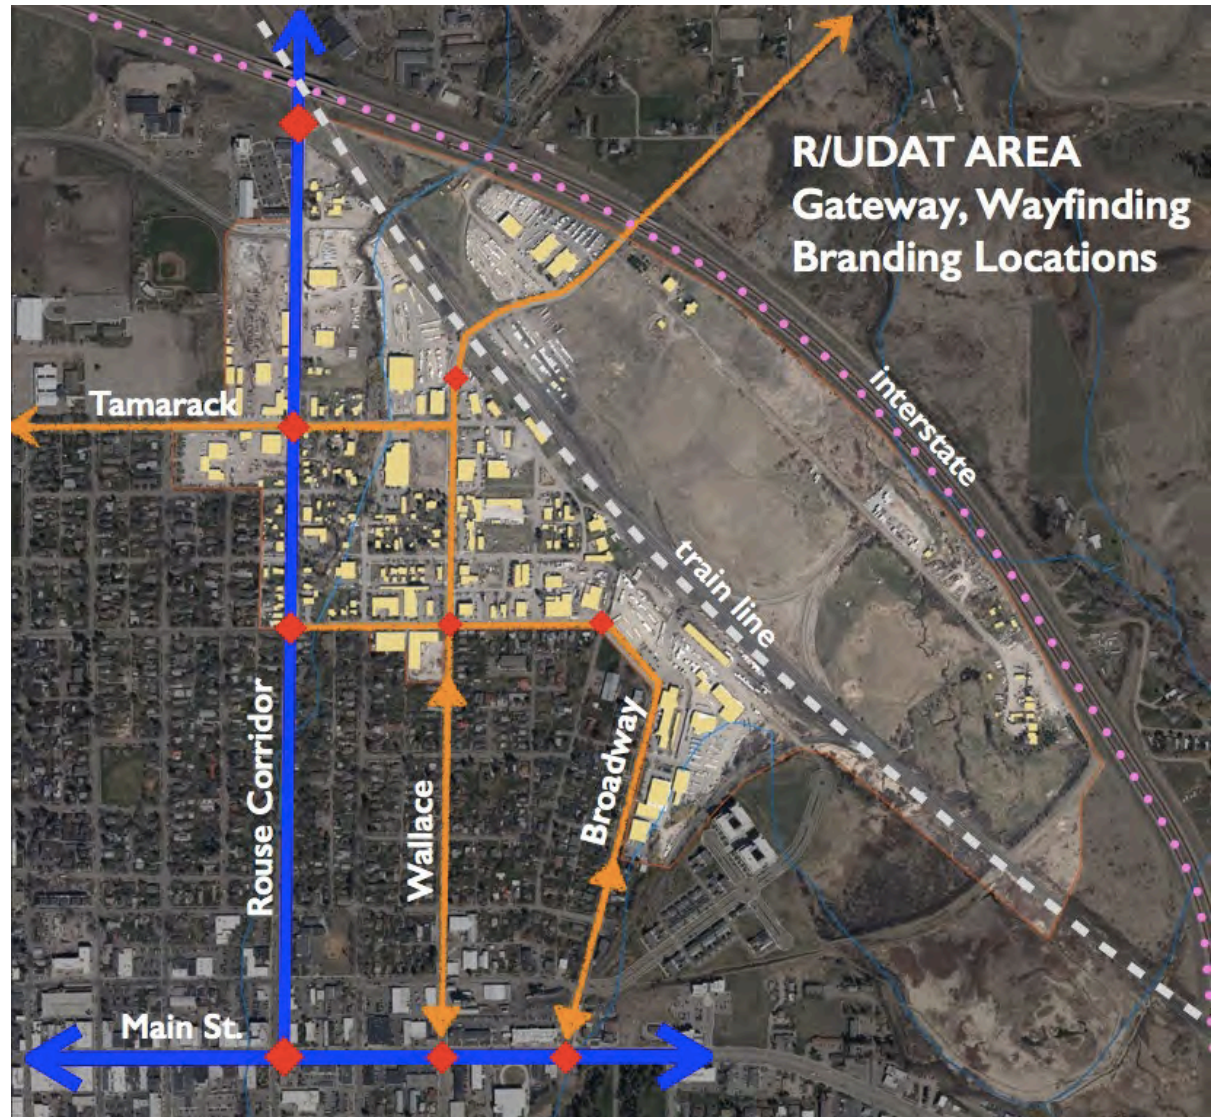 R/UDAT AREA
Gateway, Wayfinding
Branding Locations
Tamarack
interstate
train line
Rouse Corridor
Wallace
Broadway
Main St.